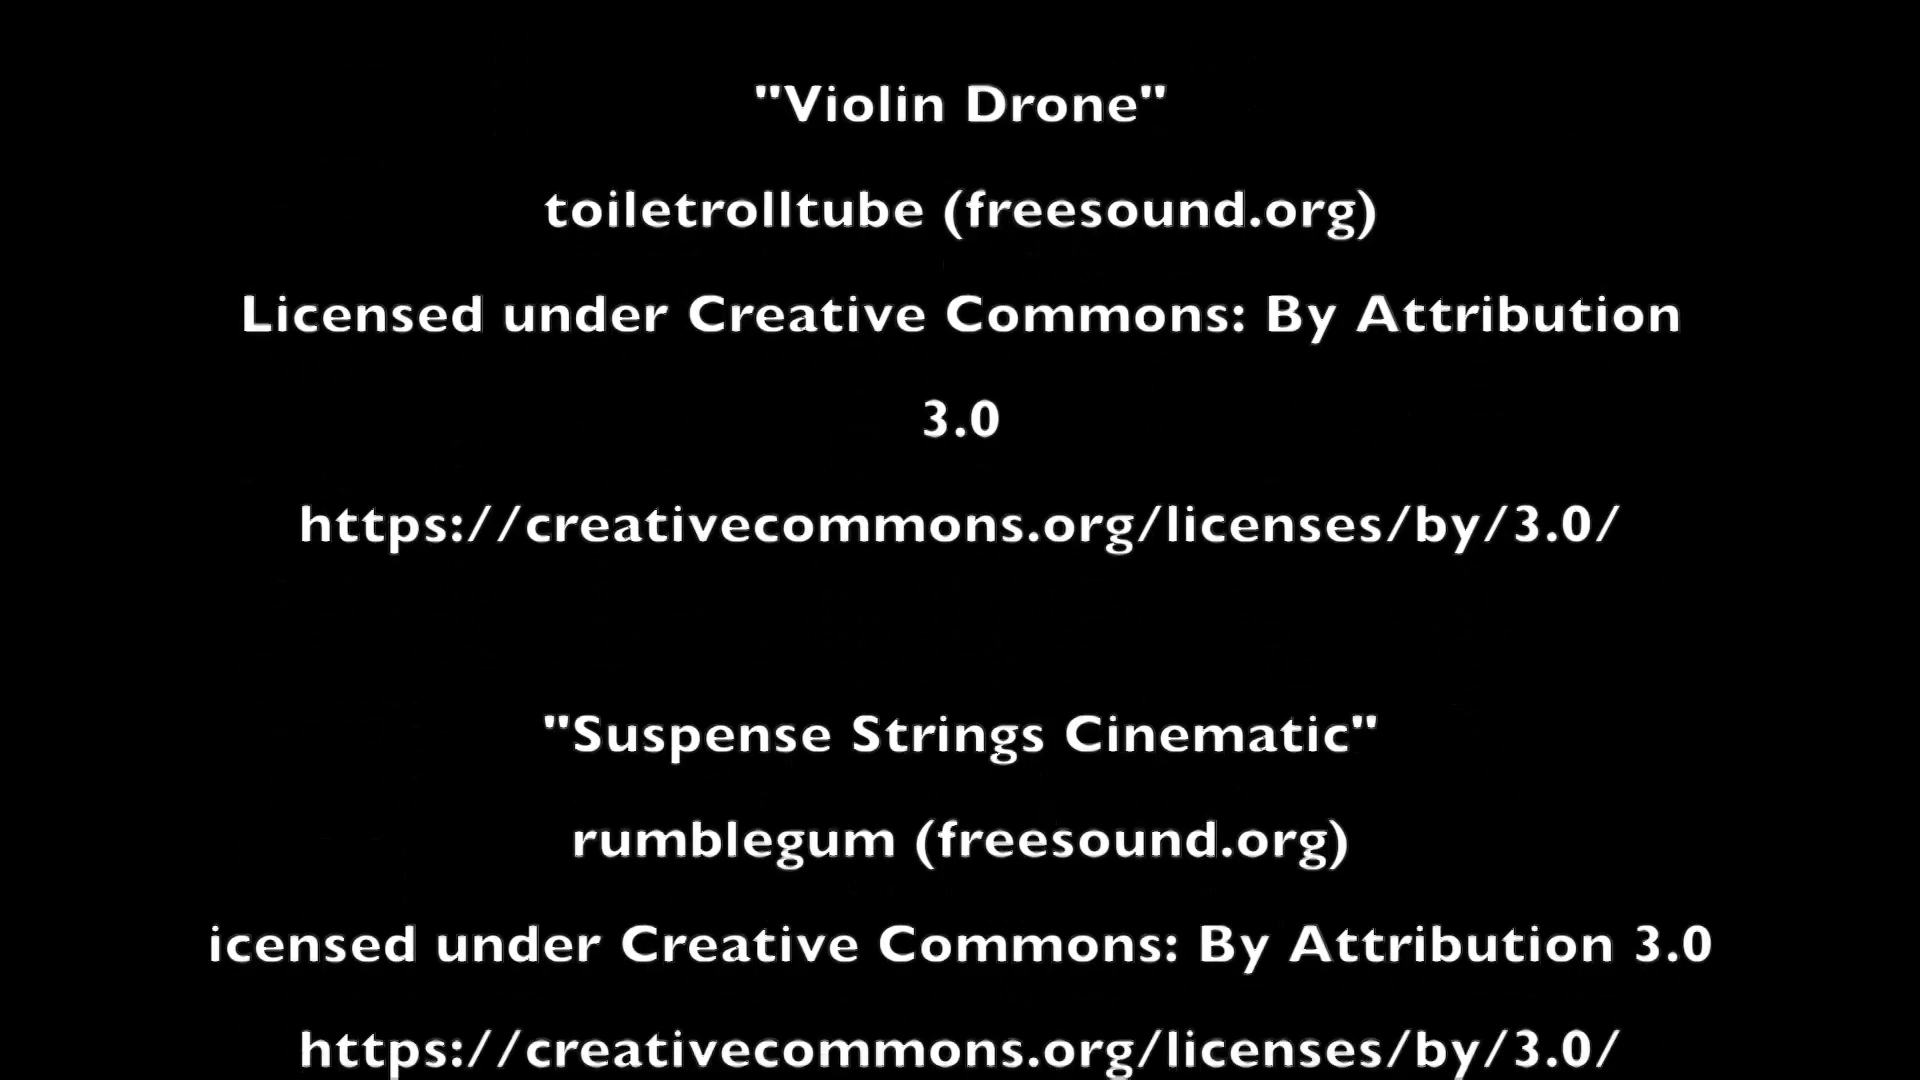 "Violin Drone"
toiletrolltube (freesound.org)
Licensed under Creative Commons: By Attribution
3.0
https://creativecommons.org/licenses/by/3.0/
"Suspense Strings Cinematic"
rumblegum (freesound.org)
icensed under Creative Commons: By Attribution 3.0
https://creativecommons.org/licenses/by/3.0/